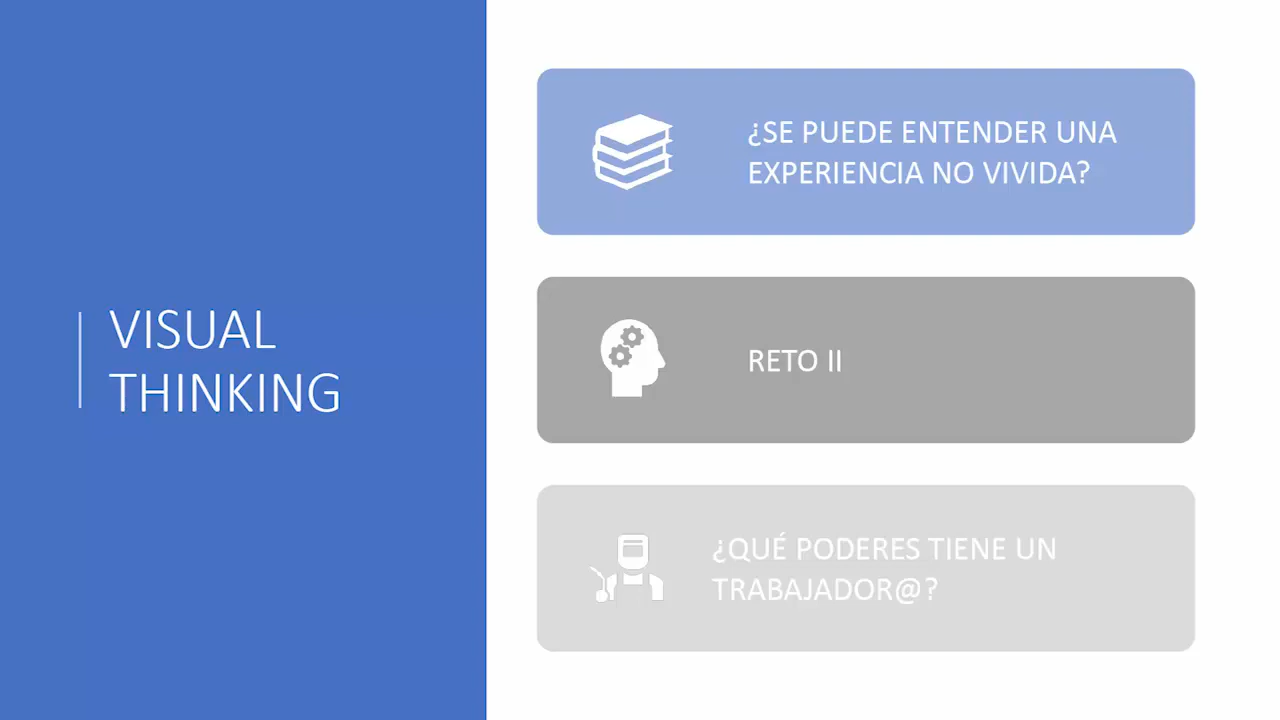 VISUAL
THINKING
¿SE PUEDE ENTENDER UNA
EXPERIENCIA NO VIVIDA?
RETO II
¿QUÉ PODERES TIENE UN
TRABAJADOR@?